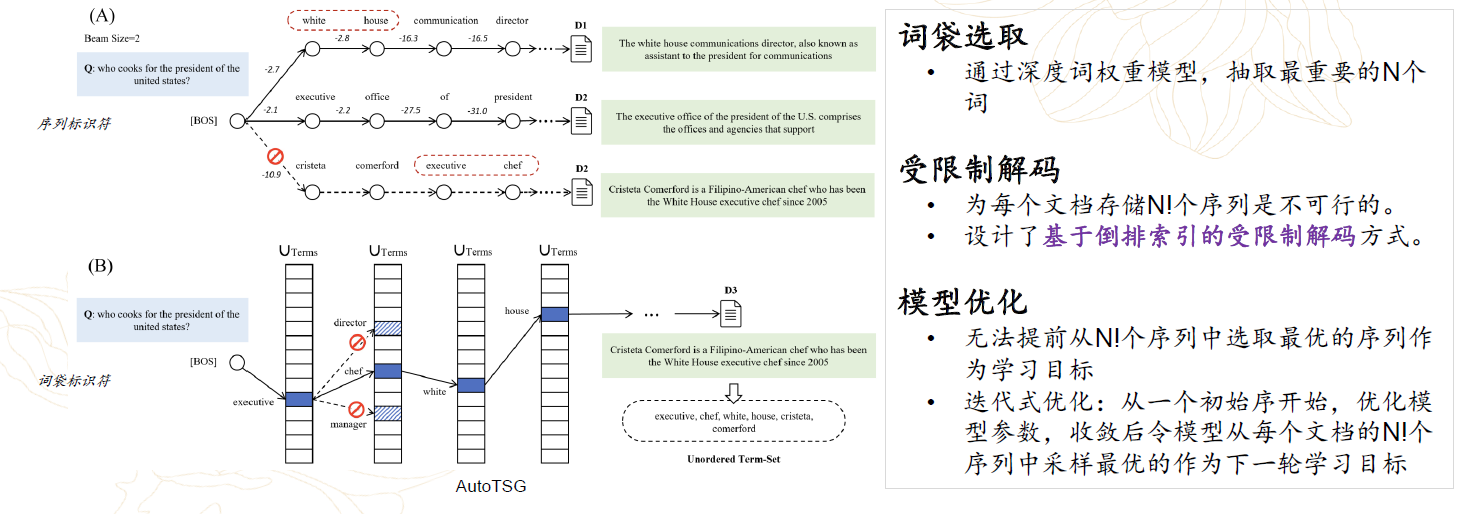 (A)
Beam Size=2
Q: who cooks for the president of the
united states?
序列标识符
[BOS]
white house communication director
-2.7 -2.8 -16.3 -16.5
D1
The white house communications director, also known as
assistant to the president for communications
executive office of president
-2.1 -2.2 -27.5 -31.0
D2
The executive office of the president of the U.S. comprises
the offices and agencies that support
-10.9
cristeta comerford executive chef
D2
Cristeta Comerford is a Filipino-American chef who has been
the White House executive chef since 2005
(B)
∪Terms ∪Terms ∪Terms ∪Terms
Q: who cooks for the president of the
united states?
[BOS]
词袋标识符
executive
director
chef
manager
white
house
...
D3
Cristeta Comerford is a Filipino-American chef who has been
the White House executive chef since 2005
executive, chef, white, house, cristeta,
comerford
Unordered Term-Set
AutoTSG
词袋选取
• 通过深度词权重模型，抽取最重要的N个
词
受限制解码
• 为每个文档存储N!个序列是不可行的。
• 设计了基于倒排索引的受限制解码方式。
模型优化
• 无法提前从N!个序列中选取最优的序列作
为学习目标
• 迭代式优化：从一个初始序开始，优化模
型参数，收敛后令模型从每个文档的N!个
序列中采样最优的作为下一轮学习目标